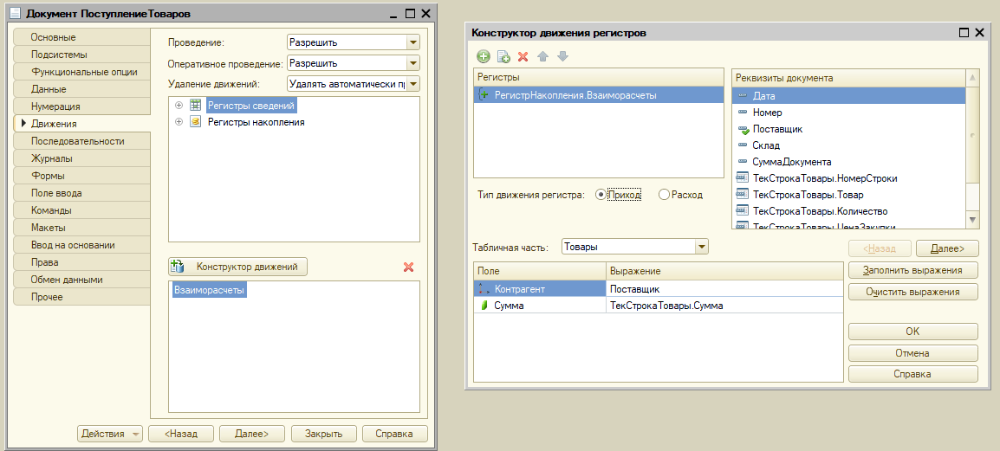 Документ ПоступлениеТоваров
Основные
Подсистемы
Функциональные опции
Данные
Нумерация
Движения
Последовательности
Журналы
Формы
Поле ввода
Команды
Макеты
Ввод на основании
Права
Обмен данными
Прочее
Проведение: Разрешить
Оперативное проведение: Разрешить
Удаление движений: Удалять автоматически п
Регистры сведений
Регистры накопления
Конструктор движений
Взаиморасчеты
Действия <Назад Далее> Закрыть Справка
Конструктор движения регистров
Регистры
РегистрНакопления.Взаиморасчеты
Реквизиты документа
Дата
Номер
Поставщик
Склад
СуммаДокумента
ТекСтрокаТовары.НомерСтроки
ТекСтрокаТовары.Товар
ТекСтрокаТовары.Количество
ТекСтрокаТовары.ЦенаЗакупки
Тип движения регистра: Приход Расход
Табличная часть: Товары
<Назад Далее>
Поле Выражение
Контрагент Поставщик
Сумма ТекСтрокаТовары.Сумма
Заполнить выражения
Очистить выражения
ОК
Отмена
Справка